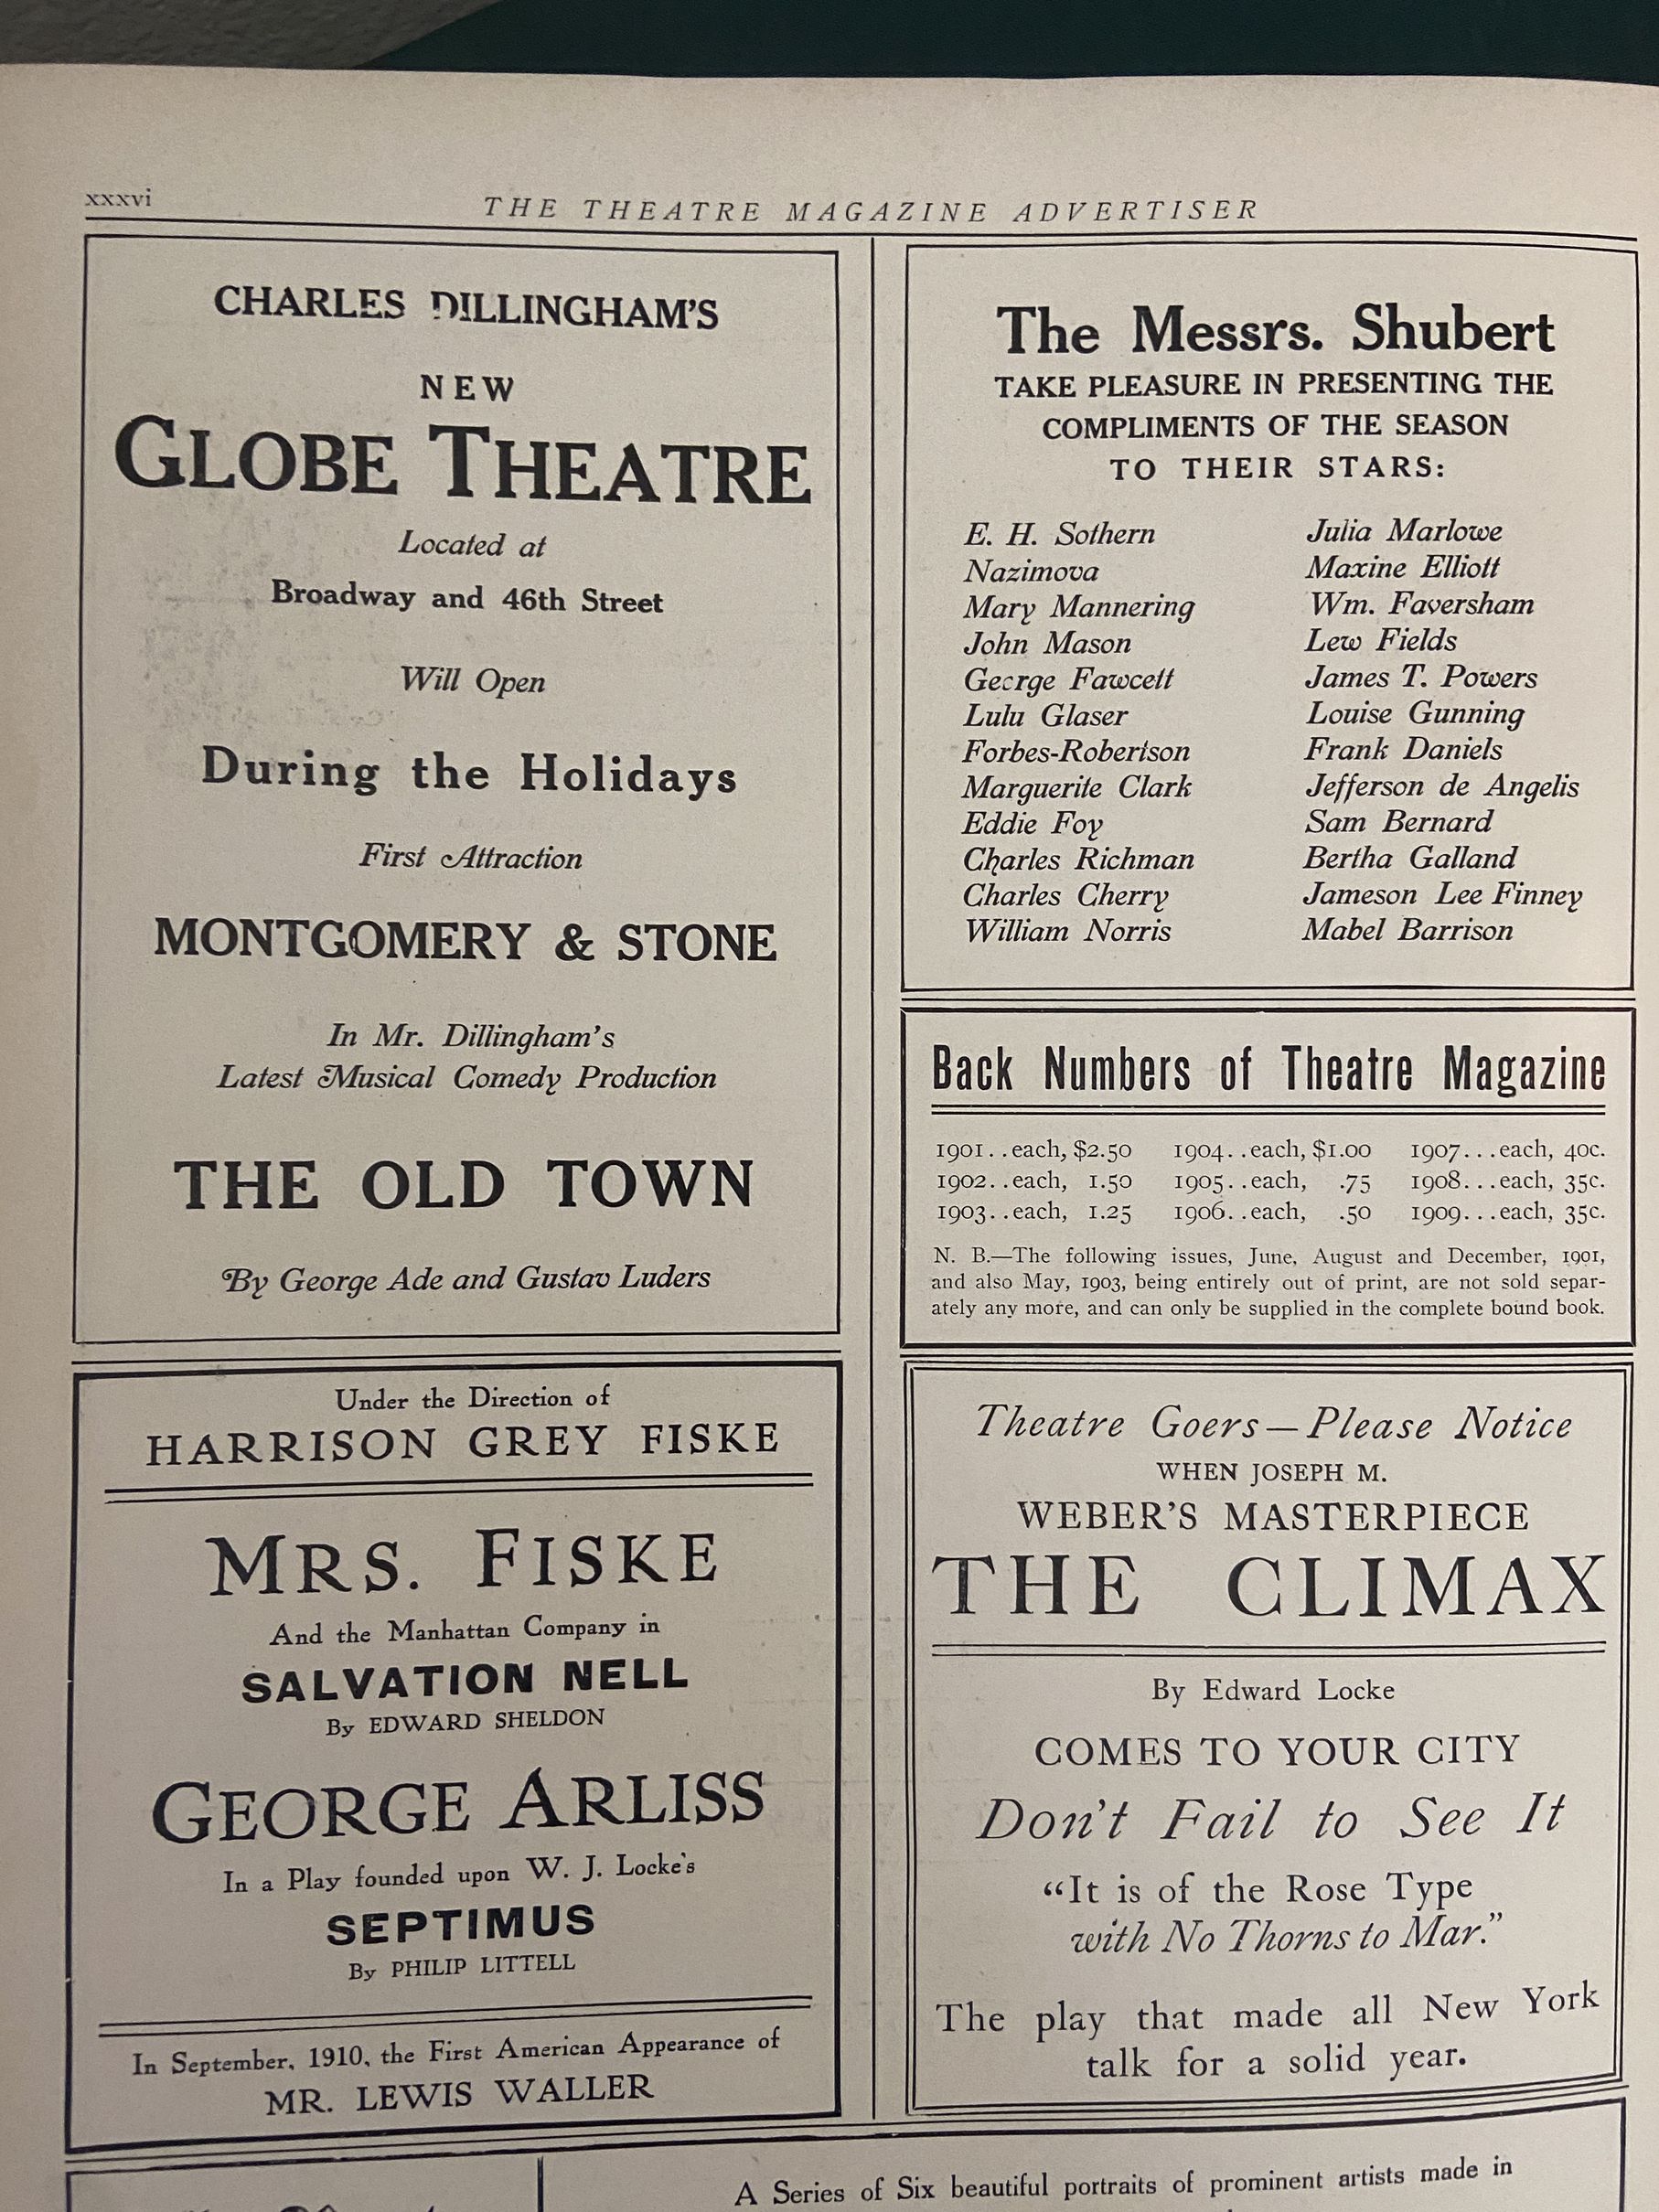 xxxvi
THE THEATRE MAGAZINE ADVERTISER
CHARLES DILLINGHAM'S
NEW
GLOBE THEATRE
Located at
Broadway and 46th Street
Will Open
During the Holidays
First Attraction
MONTGOMERY & STONE
In Mr. Dillingham's
Latest Musical Comedy Production
THE OLD TOWN
By George Ade and Gustav Luders
Under the Direction of
HARRISON GREY FISKE
MRS. FISKE
And the Manhattan Company in
SALVATION NELL
By EDWARD SHELDON
GEORGE ARLISS
In a Play founded upon W. J. Locke's
SEPTIMUS
By PHILIP LITTELL
In September, 1910, the First American Appearance of
MR. LEWIS WALLER
The Messrs. Shubert
TAKE PLEASURE IN PRESENTING THE
COMPLIMENTS OF THE SEASON
TO THEIR STARS:
E. H. Sothern Julia Marlowe
Nazimova Maxine Elliott
Mary Mannering Wm. Faversham
John Mason Lew Fields
George Fawcett James T. Powers
Lulu Glaser Louise Gunning
Forbes-Robertson Frank Daniels
Marguerite Clark Jefferson de Angelis
Eddie Foy Sam Bernard
Charles Richman Bertha Galland
Charles Cherry Jameson Lee Finney
William Norris Mabel Barrison
Back Numbers of Theatre Magazine
1901..each, $2.50 1904..each, $1.00 1907...each, 40c.
1902..each, 1.50 1905..each, .75 1908...each, 35c.
1903..each, 1.25 1906..each, .50 1909...each, 35c.
N. B.—The following issues, June, August and December, 1901,
and also May, 1903, being entirely out of print, are not sold separ-
ately any more, and can only be supplied in the complete bound book.
Theatre Goers—Please Notice
WHEN JOSEPH M.
WEBER'S MASTERPIECE
THE CLIMAX
By Edward Locke
COMES TO YOUR CITY
Don't Fail to See It
"It is of the Rose Type
with No Thorns to Mar."
The play that made all New York
talk for a solid year.
A Series of Six beautiful portraits of prominent artists made in